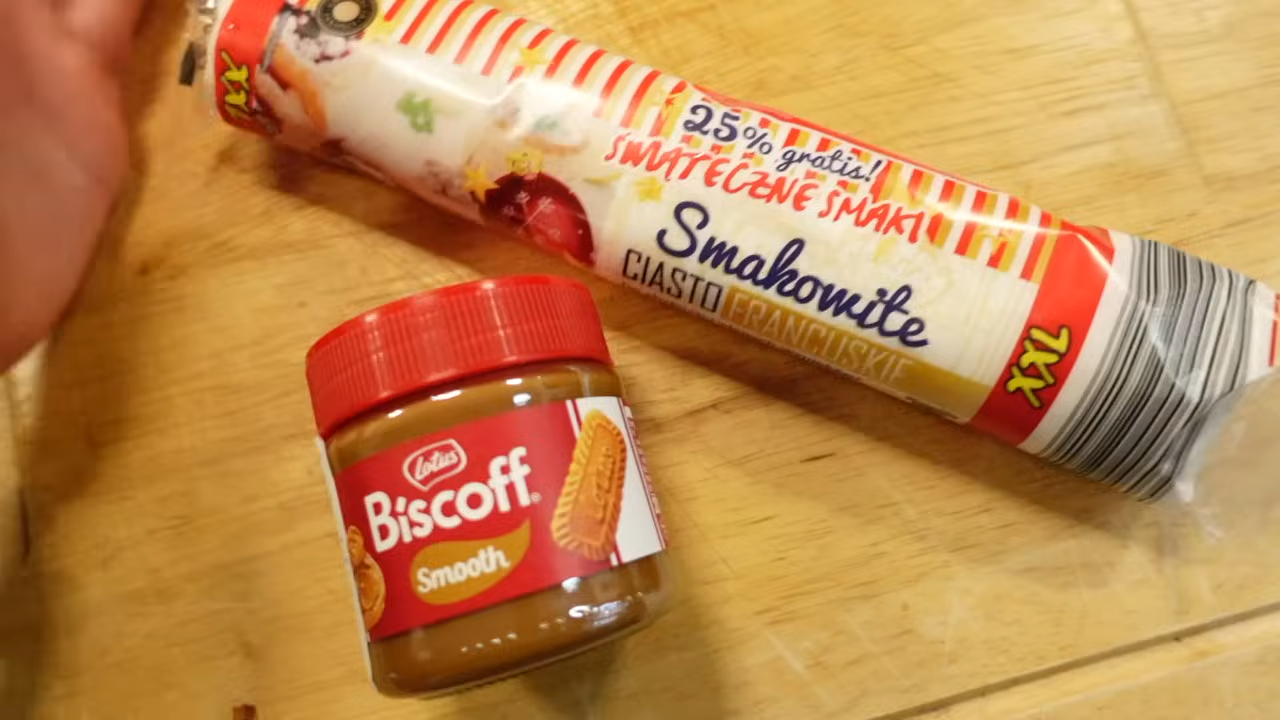 XXL
25% gratis!
ŚWIĄTECZNE SMAKI
Smakowite
CIASTO FRANCUSKIE
XXL
Lotus
Biscoff
Smooth